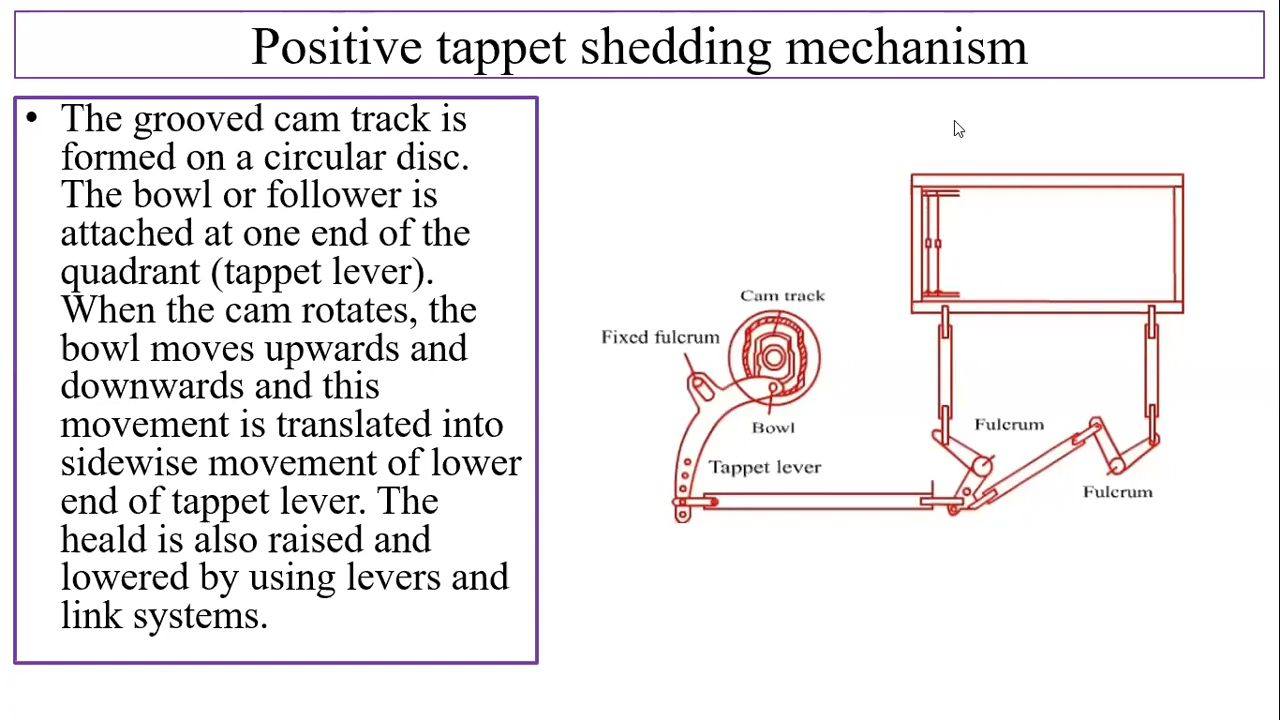 Positive tappet shedding mechanism
• The grooved cam track is
formed on a circular disc.
The bowl or follower is
attached at one end of the
quadrant (tappet lever).
When the cam rotates, the
bowl moves upwards and
downwards and this
movement is translated into
sidewise movement of lower
end of tappet lever. The
heald is also raised and
lowered by using levers and
link systems.
Cam track
Fixed fulcrum
Bowl
Tappet lever
Fulcrum
Fulcrum